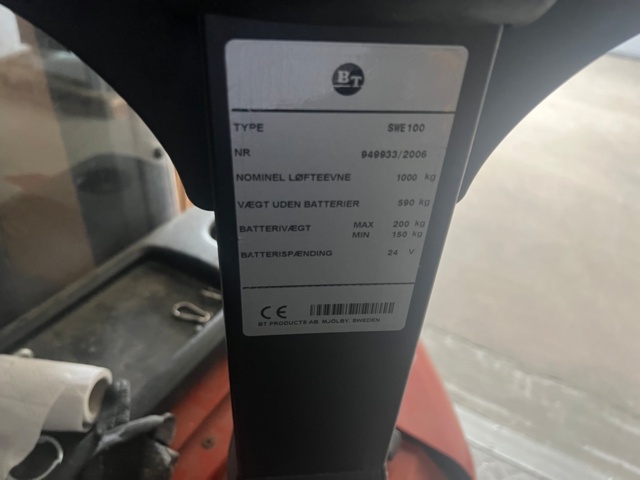 BT
TYPE SWE100
NR 949933/2006
NOMINEL LØFTEEVNE 1000 kg
VÆGT UDEN BATTERIER 590 kg
BATTERIVÆGT MAX 200 kg
MIN 150 kg
BATTERISPÆNDING 24 V
CE
BT PRODUCTS AB, MJÖLBY, SWEDEN